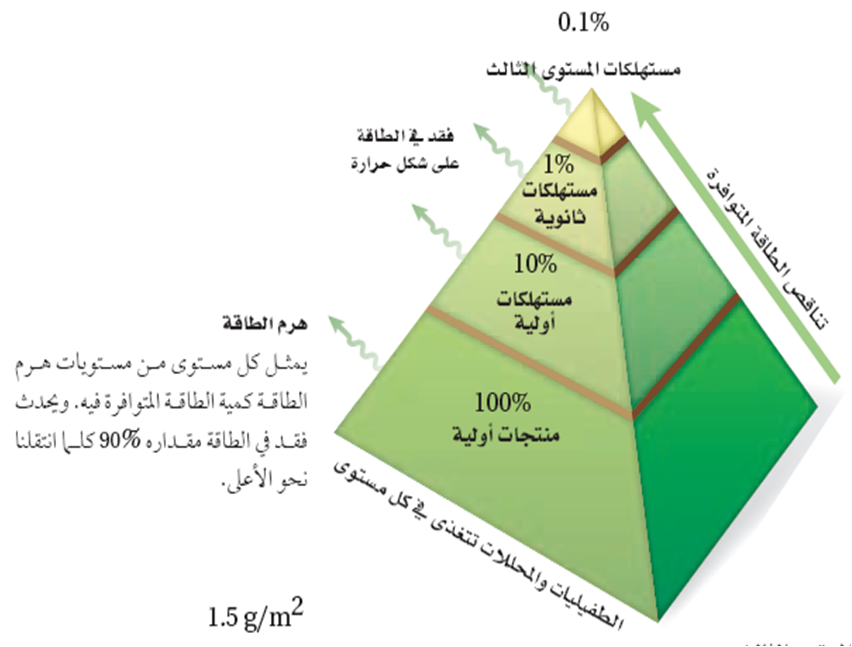 0.1%
مستهلكات المستوى الثالث
فقد في الطاقة
على شكل حرارة
1%
مستهلكات
ثانوية
تناقص الطاقة المتوافرة
10%
مستهلكات
أولية
هرم الطاقة
يمثل كل مستوى من مستويات هرم
الطاقة كمية الطاقة المتوافرة فيه. ويحدث
فقد في الطاقة مقداره 90% كلما انتقلنا
نحو الأعلى.
100%
منتجات أولية
الطفيليات والمحللات تتغذى في كل مستوى
1.5 g/m²